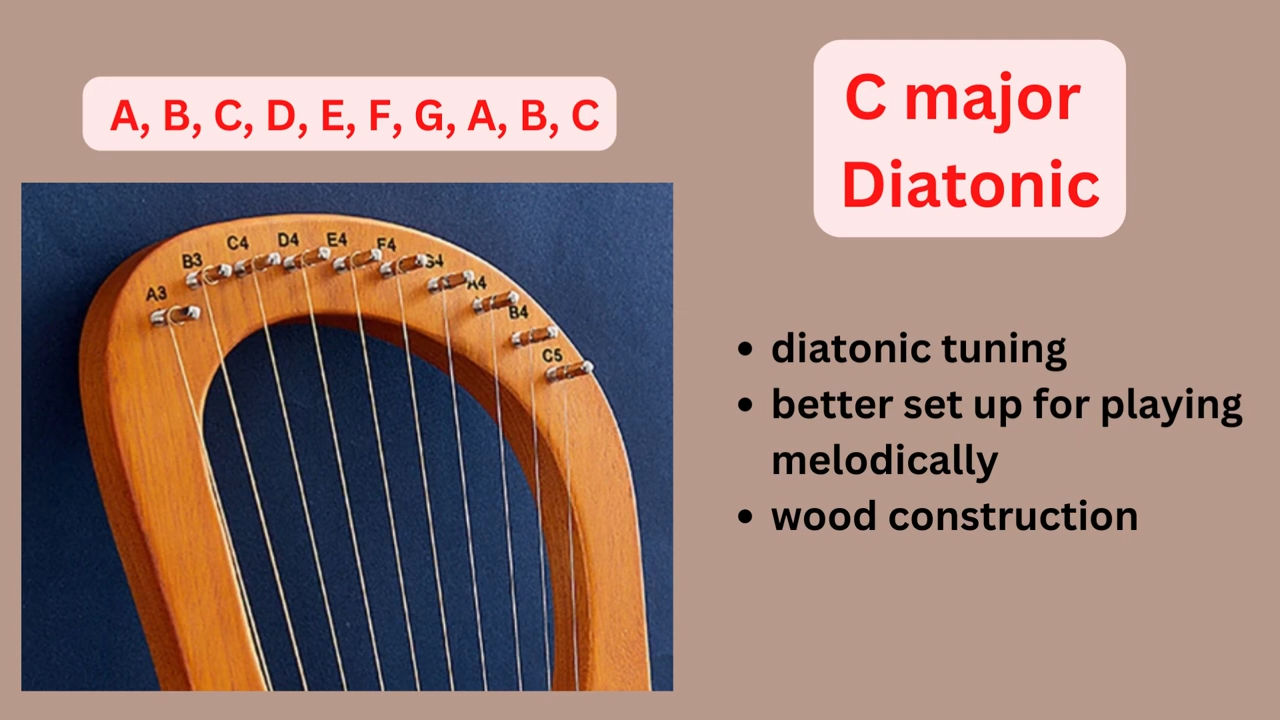 A, B, C, D, E, F, G, A, B, C
C major
Diatonic
A3
B3
C4
D4
E4
F4
G4
A4
B4
C5
• diatonic tuning
• better set up for playing
melodically
• wood construction